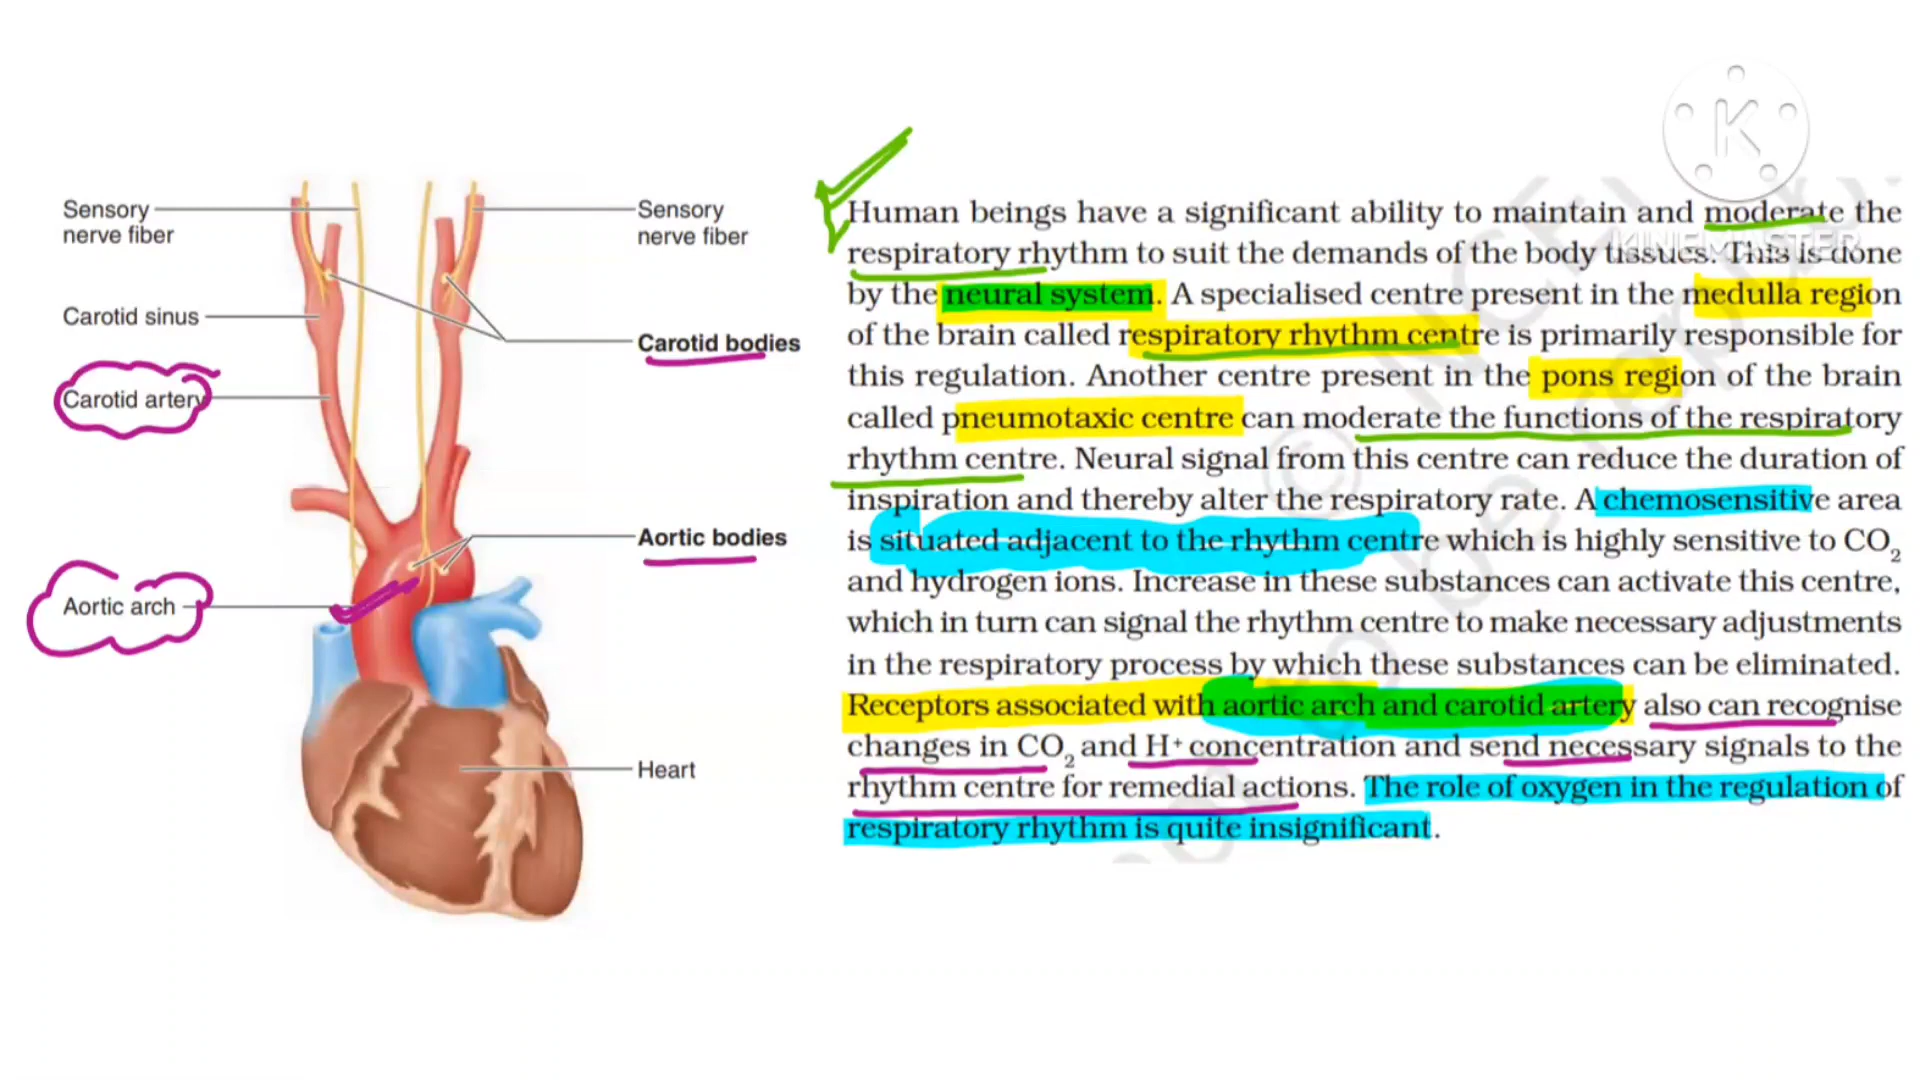 Sensory
nerve fiber
Carotid sinus
Carotid artery
Aortic arch
Sensory
nerve fiber
Carotid bodies
Aortic bodies
Heart
K
KINEMASTER
Human beings have a significant ability to maintain and moderate the
respiratory rhythm to suit the demands of the body tissues. This is done
by the neural system. A specialised centre present in the medulla region
of the brain called respiratory rhythm centre is primarily responsible for
this regulation. Another centre present in the pons region of the brain
called pneumotaxic centre can moderate the functions of the respiratory
rhythm centre. Neural signal from this centre can reduce the duration of
inspiration and thereby alter the respiratory rate. A chemosensitive area
is situated adjacent to the rhythm centre which is highly sensitive to CO₂
and hydrogen ions. Increase in these substances can activate this centre,
which in turn can signal the rhythm centre to make necessary adjustments
in the respiratory process by which these substances can be eliminated.
Receptors associated with aortic arch and carotid artery also can recognise
changes in CO₂ and H⁺ concentration and send necessary signals to the
rhythm centre for remedial actions. The role of oxygen in the regulation of
respiratory rhythm is quite insignificant.